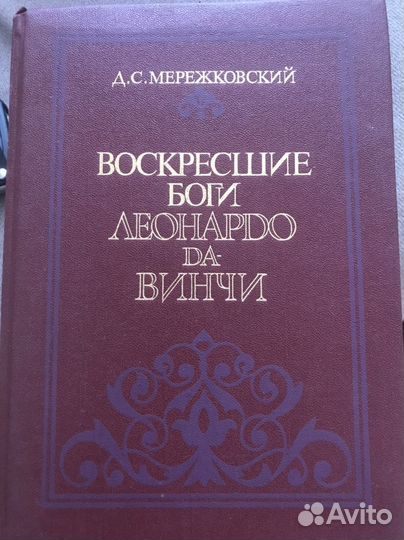 Д.С.МЕРЕЖКОВСКИЙ
ВОСКРЕСШИЕ
БОГИ
ЛЕОНАРДО
ДА-
ВИНЧИ
Avito